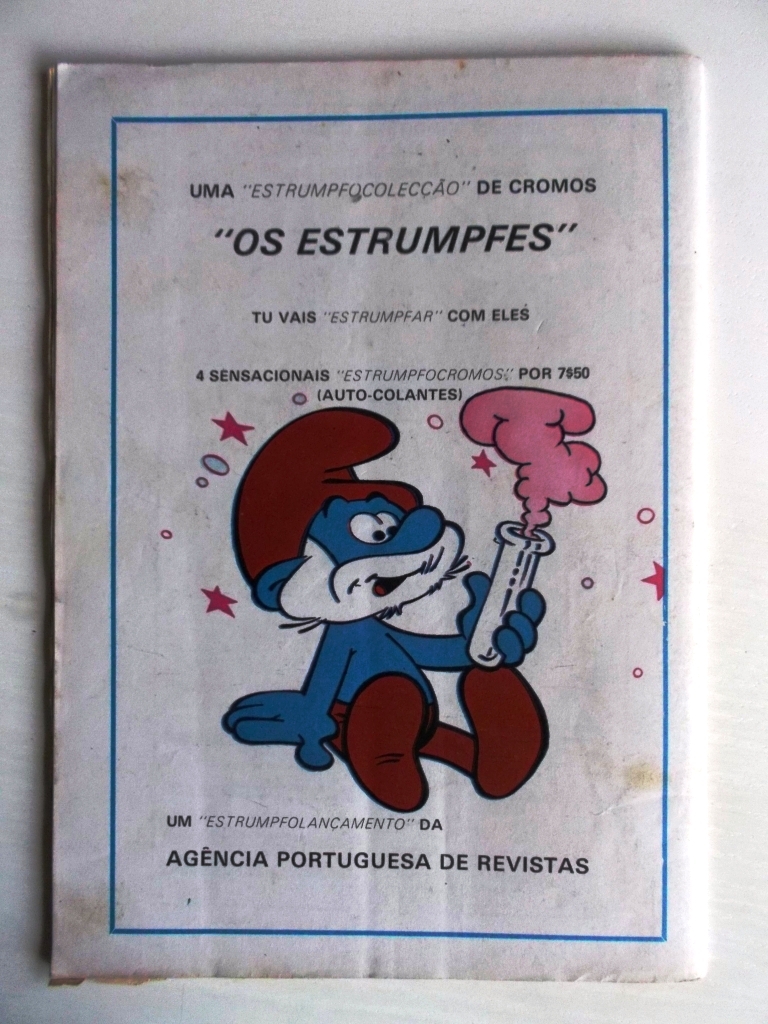 UMA "ESTRUMPFOCOLECÇÃO" DE CROMOS
"OS ESTRUMPFES"
TU VAIS "ESTRUMPFAR" COM ELES
4 SENSACIONAIS "ESTRUMPFOCROMOS" POR 7$50
(AUTO-COLANTES)
UM "ESTRUMPFOLANÇAMENTO" DA
AGÊNCIA PORTUGUESA DE REVISTAS